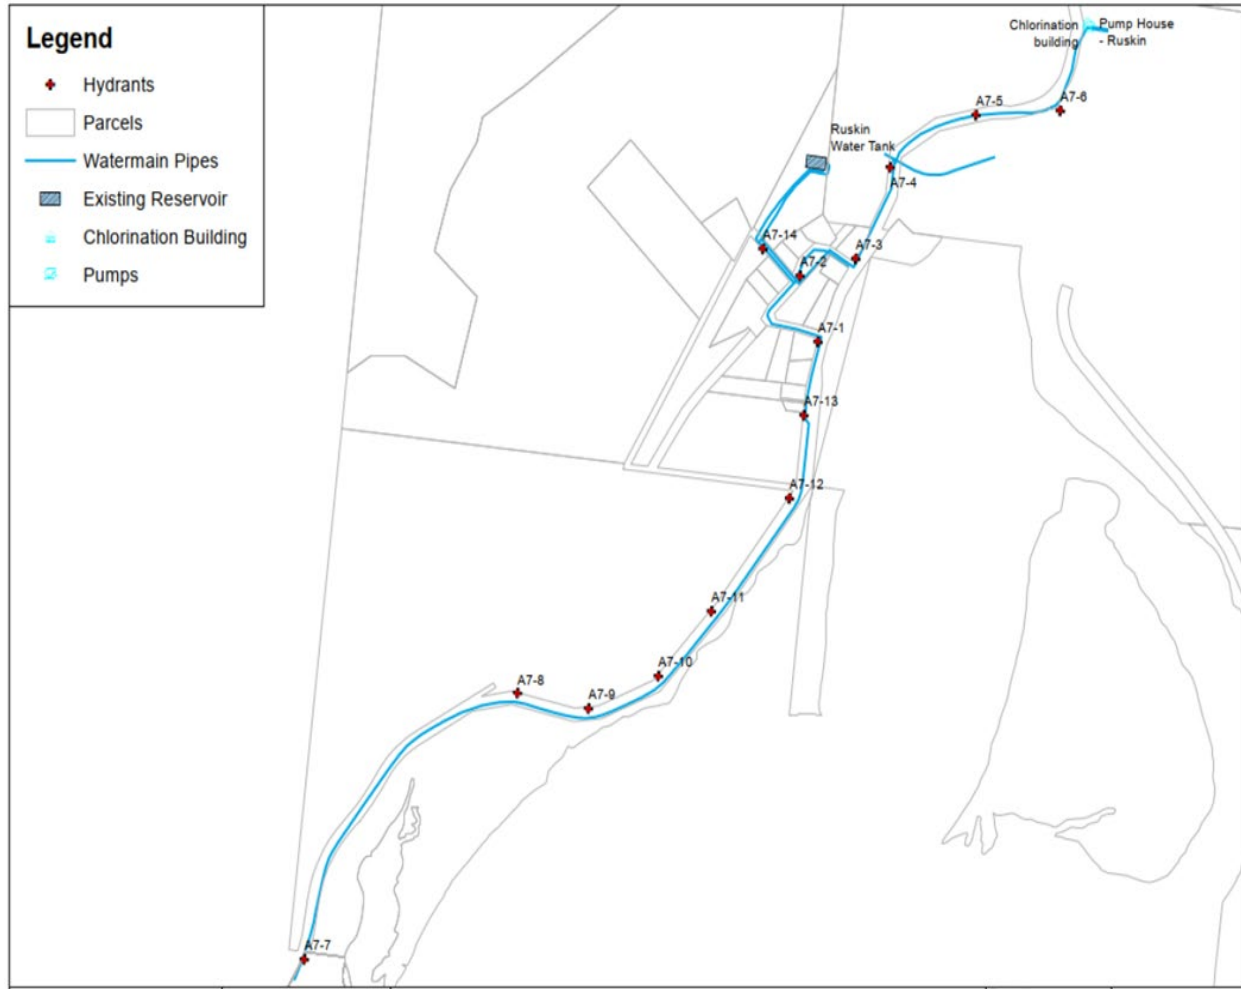 Legend
Hydrants
Parcels
Watermain Pipes
Existing Reservoir
Chlorination Building
Pumps
Chlorination
building
Pump House
- Ruskin
A7-5
A7-6
Ruskin
Water Tank
A7-4
A7-14
A7-3
A7-2
A7-1
A7-13
A7-12
A7-11
A7-10
A7-8
A7-9
A7-7